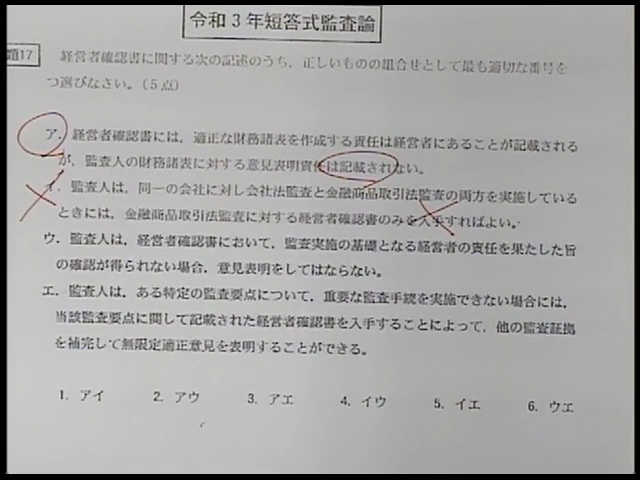 令和3年短答式監査論
題17
経営者確認書に関する次の記述のうち、正しいものの組合せとして最も適切な番号を
つ選びなさい。（5点）
ア．経営者確認書には、適正な財務諸表を作成する責任は経営者にあることが記載される
が、監査人の財務諸表に対する意見表明責任は記載されない。
イ．監査人は、同一の会社に対し会社法監査と金融商品取引法監査の両方を実施している
ときには、金融商品取引法監査に対する経営者確認書のみを入手すればよい。
ウ．監査人は、経営者確認書において、監査実施の基礎となる経営者の責任を果たした旨
の確認が得られない場合、意見表明をしてはならない。
エ．監査人は、ある特定の監査要点について、重要な監査手続を実施できない場合には、
当該監査要点に関して記載された経営者確認書を入手することによって、他の監査証拠
を補完して無限定適正意見を表明することができる。
1．アイ　2．アウ　3．アエ　4．イウ　5．イエ　6．ウエ